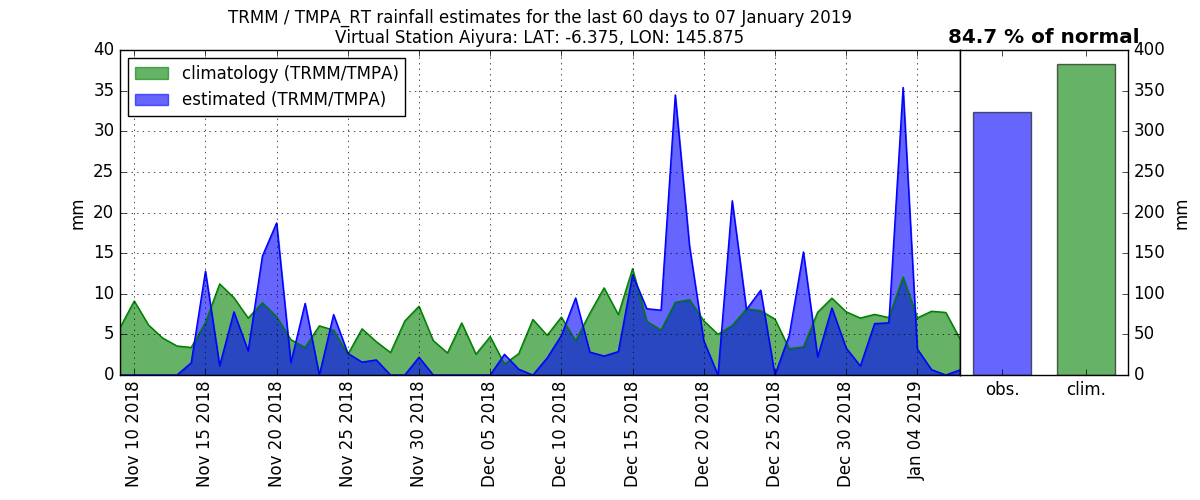 TRMM / TMPA_RT rainfall estimates for the last 60 days to 07 January 2019
Virtual Station Aiyura: LAT: -6.375, LON: 145.875
84.7 % of normal
climatology (TRMM/TMPA)
estimated (TRMM/TMPA)
mm
40
35
30
25
20
15
10
5
0
Nov 10 2018
Nov 15 2018
Nov 20 2018
Nov 25 2018
Nov 30 2018
Dec 05 2018
Dec 10 2018
Dec 15 2018
Dec 20 2018
Dec 25 2018
Dec 30 2018
Jan 04 2019
obs.
clim.
400
350
300
250
200
150
100
50
0
mm